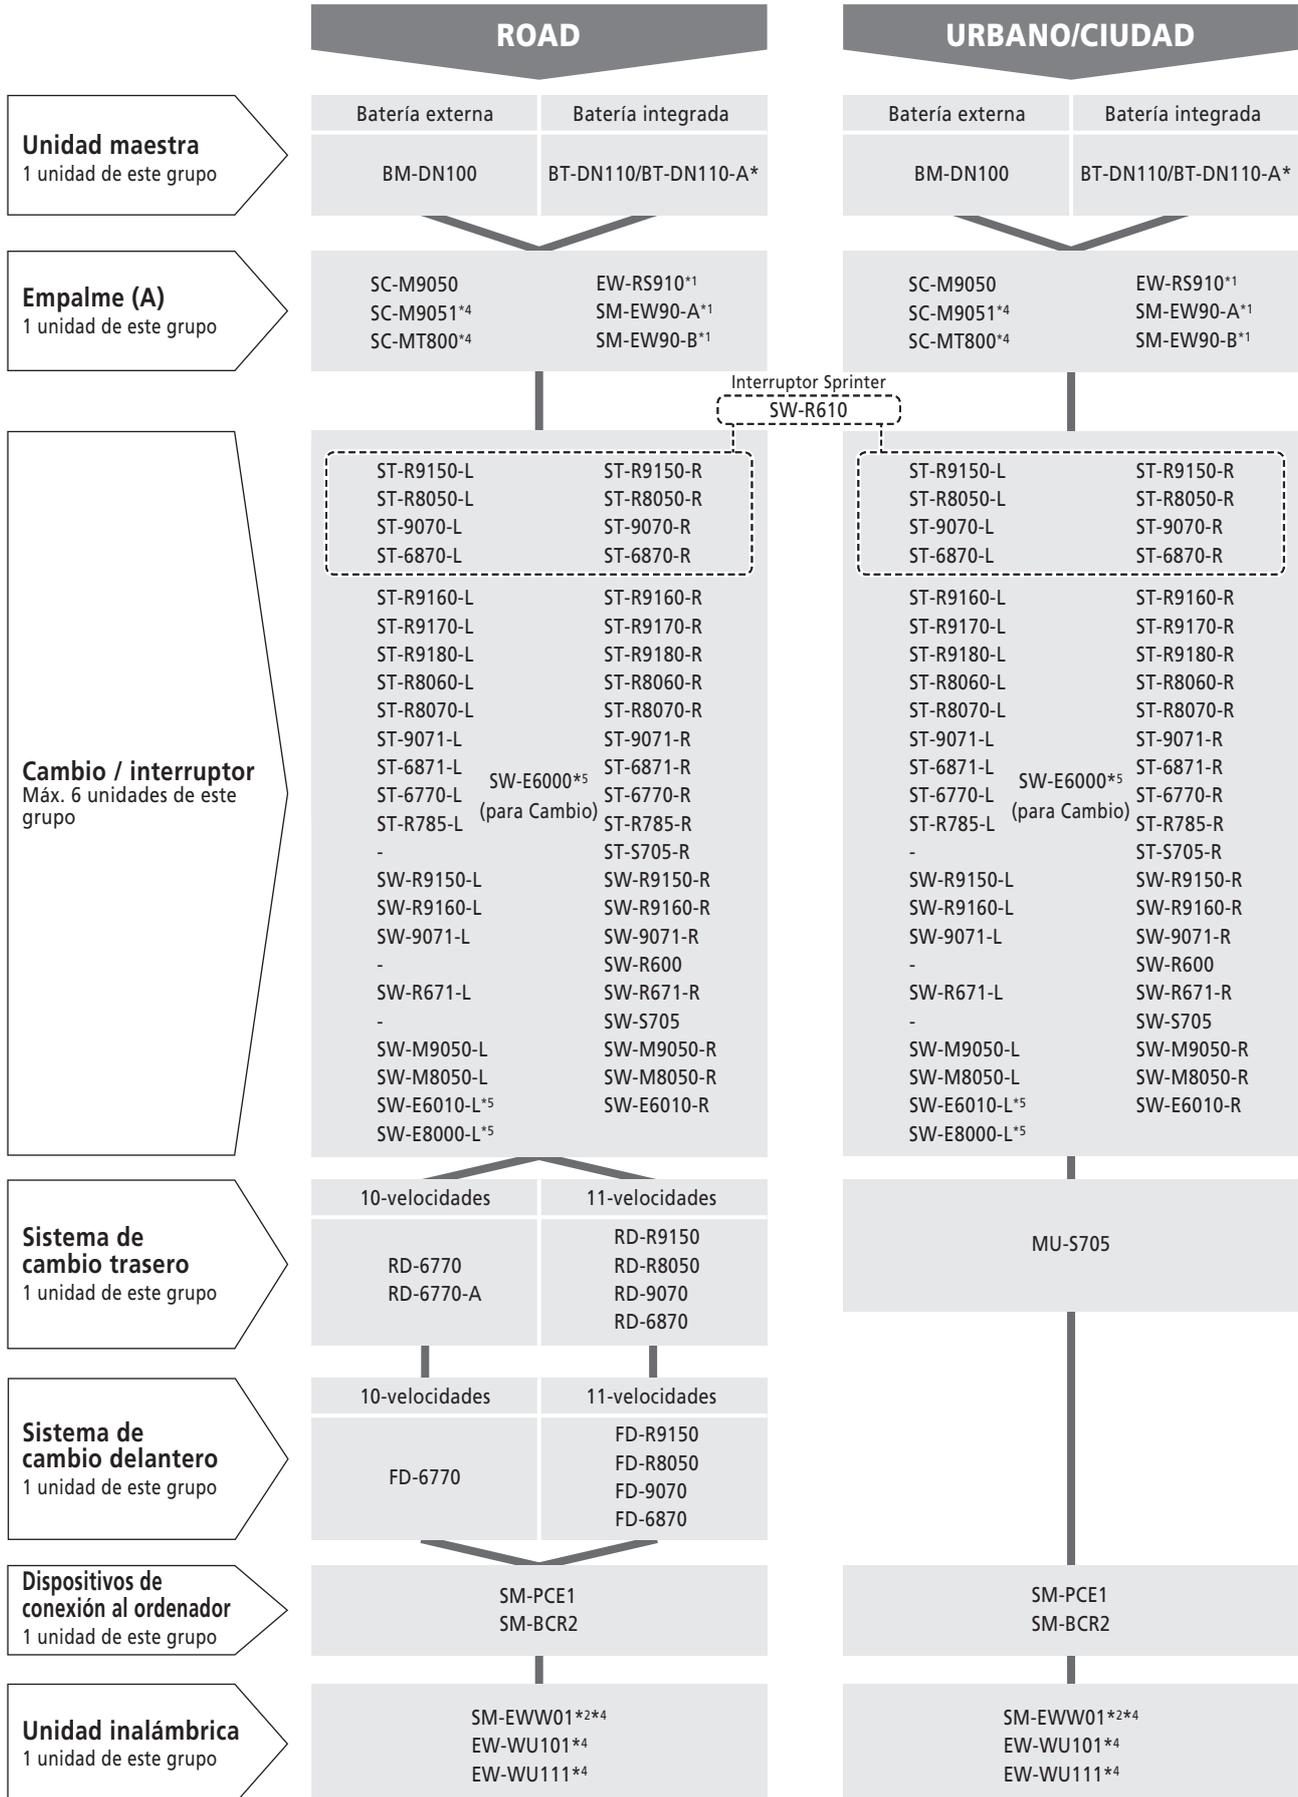 ROAD
URBANO/CIUDAD
Unidad maestra
1 unidad de este grupo
Batería externa
Batería integrada
BM-DN100
BT-DN110/BT-DN110-A*
Batería externa
Batería integrada
BM-DN100
BT-DN110/BT-DN110-A*
Empalme (A)
1 unidad de este grupo
SC-M9050
SC-M9051*4
SC-MT800*4
EW-RS910*1
SM-EW90-A*1
SM-EW90-B*1
SC-M9050
SC-M9051*4
SC-MT800*4
EW-RS910*1
SM-EW90-A*1
SM-EW90-B*1
Interruptor Sprinter
SW-R610
Cambio / interruptor
Máx. 6 unidades de este
grupo
ST-R9150-L
ST-R8050-L
ST-9070-L
ST-6870-L
ST-R9160-L
ST-R9170-L
ST-R9180-L
ST-R8060-L
ST-R8070-L
ST-9071-L
ST-6871-L
ST-6770-L
ST-R785-L
-
SW-R9150-L
SW-R9160-L
SW-9071-L
-
SW-R671-L
-
SW-M9050-L
SW-M8050-L
SW-E6010-L*5
SW-E8000-L*5
SW-E6000*5
(para Cambio)
ST-R9150-R
ST-R8050-R
ST-9070-R
ST-6870-R
ST-R9160-R
ST-R9170-R
ST-R9180-R
ST-R8060-R
ST-R8070-R
ST-9071-R
ST-6871-R
ST-6770-R
ST-R785-R
ST-S705-R
SW-R9150-R
SW-R9160-R
SW-9071-R
SW-R600
SW-R671-R
SW-S705
SW-M9050-R
SW-M8050-R
SW-E6010-R
ST-R9150-L
ST-R8050-L
ST-9070-L
ST-6870-L
ST-R9160-L
ST-R9170-L
ST-R9180-L
ST-R8060-L
ST-R8070-L
ST-9071-L
ST-6871-L
ST-6770-L
ST-R785-L
-
SW-R9150-L
SW-R9160-L
SW-9071-L
-
SW-R671-L
-
SW-M9050-L
SW-M8050-L
SW-E6010-L*5
SW-E8000-L*5
SW-E6000*5
(para Cambio)
ST-R9150-R
ST-R8050-R
ST-9070-R
ST-6870-R
ST-R9160-R
ST-R9170-R
ST-R9180-R
ST-R8060-R
ST-R8070-R
ST-9071-R
ST-6871-R
ST-6770-R
ST-R785-R
ST-S705-R
SW-R9150-R
SW-R9160-R
SW-9071-R
SW-R600
SW-R671-R
SW-S705
SW-M9050-R
SW-M8050-R
SW-E6010-R
Sistema de
cambio trasero
1 unidad de este grupo
10-velocidades
RD-6770
RD-6770-A
11-velocidades
RD-R9150
RD-R8050
RD-9070
RD-6870
MU-S705
Sistema de
cambio delantero
1 unidad de este grupo
10-velocidades
FD-6770
11-velocidades
FD-R9150
FD-R8050
FD-9070
FD-6870
Dispositivos de
conexión al ordenador
1 unidad de este grupo
SM-PCE1
SM-BCR2
SM-PCE1
SM-BCR2
Unidad inalámbrica
1 unidad de este grupo
SM-EWW01*2*4
EW-WU101*4
EW-WU111*4
SM-EWW01*2*4
EW-WU101*4
EW-WU111*4